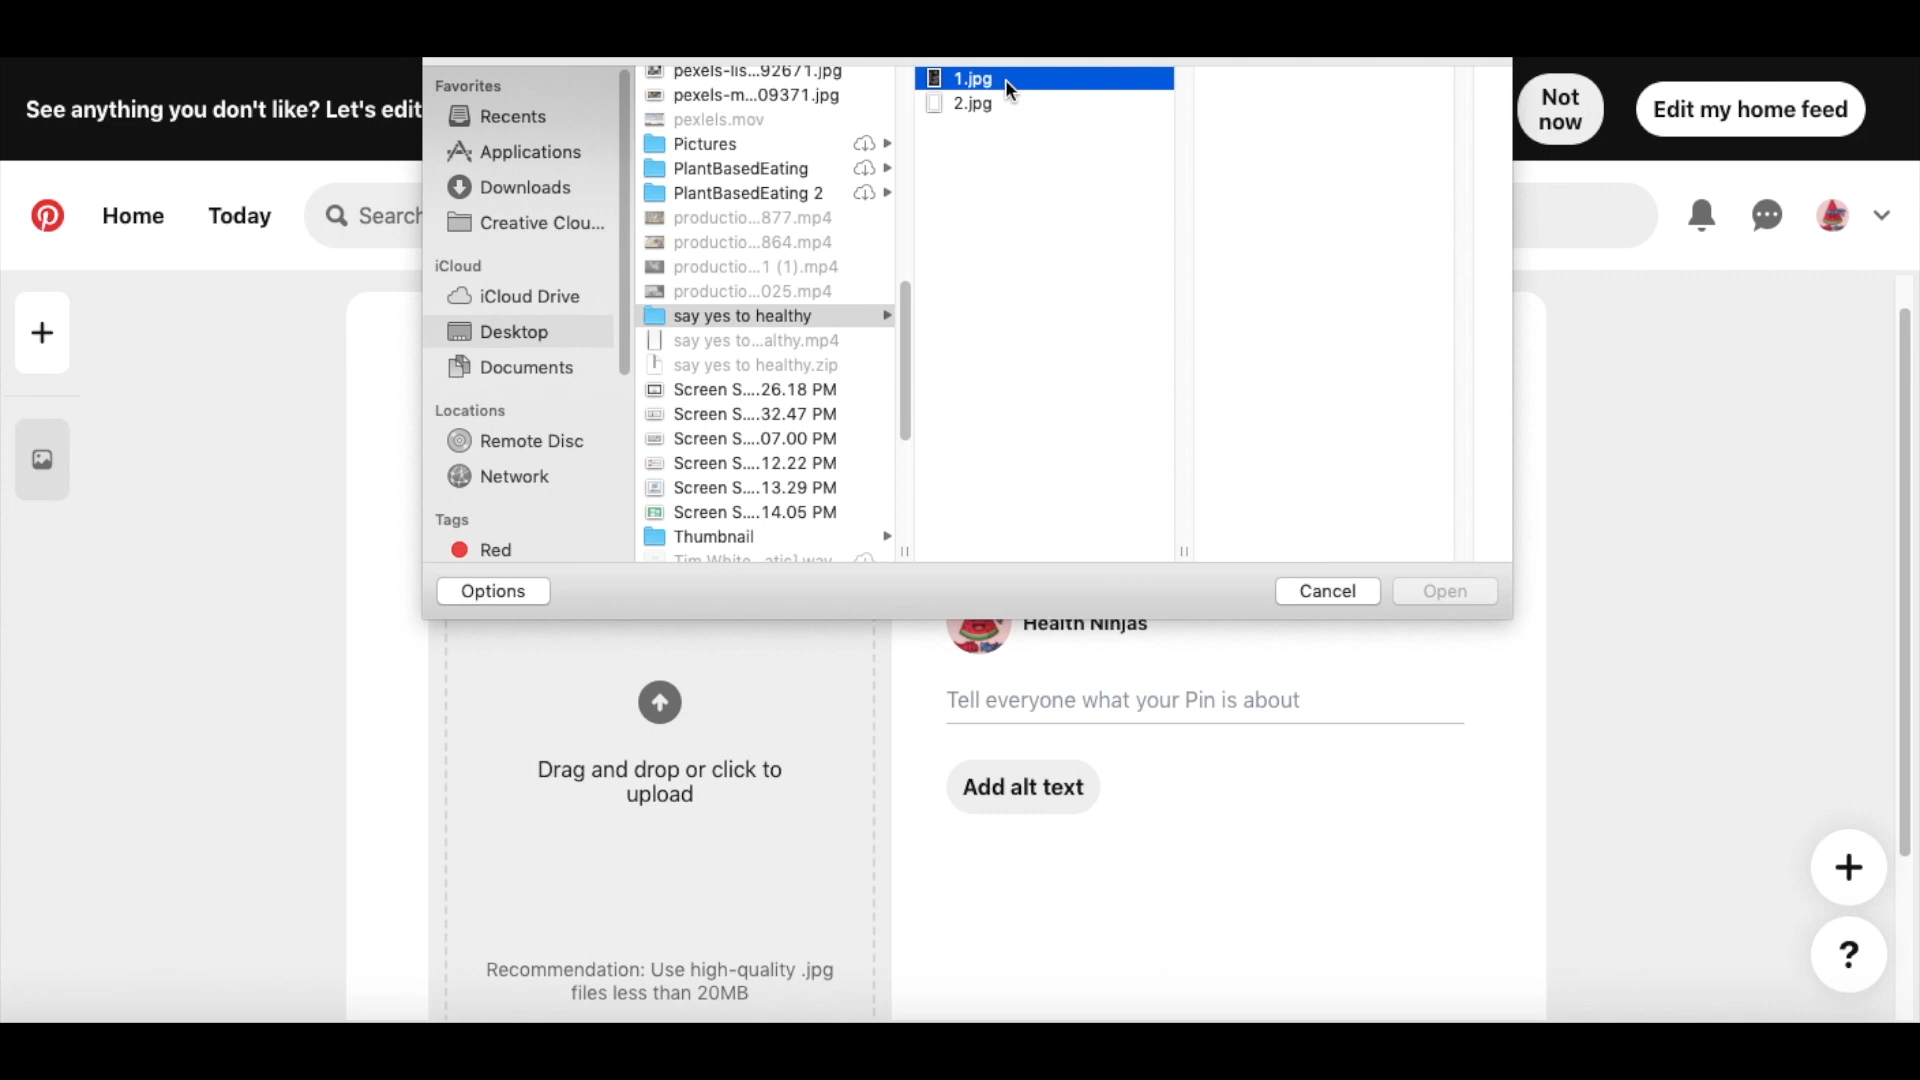 See anything you don't like? Let's edit
Not
now
Edit my home feed
Home
Today
Search
Favorites
Recents
Applications
Downloads
Creative Clou...
iCloud
iCloud Drive
Desktop
Documents
Locations
Remote Disc
Network
Tags
Red
pexels-lis...92671.jpg
pexels-m...09371.jpg
pexlels.mov
Pictures
PlantBasedEating
PlantBasedEating 2
productio...877.mp4
productio...864.mp4
productio...1 (1).mp4
productio...025.mp4
say yes to healthy
say yes to...althy.mp4
say yes to healthy.zip
Screen S....26.18 PM
Screen S....32.47 PM
Screen S....07.00 PM
Screen S....12.22 PM
Screen S....13.29 PM
Screen S....14.05 PM
Thumbnail
Tim White...atic].wav
1.jpg
2.jpg
Options
Cancel
Open
Health Ninjas
Tell everyone what your Pin is about
Add alt text
Drag and drop or click to
upload
Recommendation: Use high-quality .jpg
files less than 20MB
?